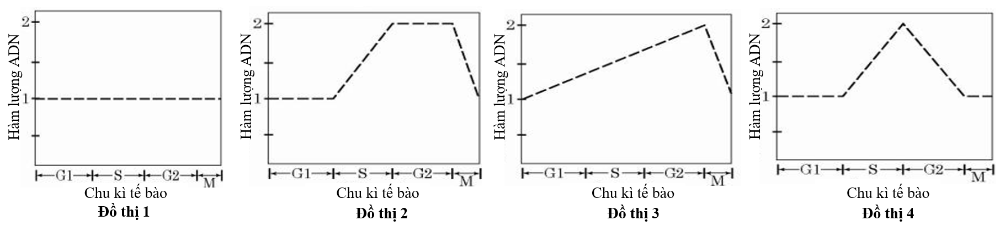 Hàm lượng ADN
2
1
G1 S G2 M
Chu kì tế bào
Đồ thị 1
Hàm lượng ADN
2
1
G1 S G2 M
Chu kì tế bào
Đồ thị 2
Hàm lượng ADN
2
1
G1 S G2 M
Chu kì tế bào
Đồ thị 3
Hàm lượng ADN
2
1
G1 S G2 M
Chu kì tế bào
Đồ thị 4